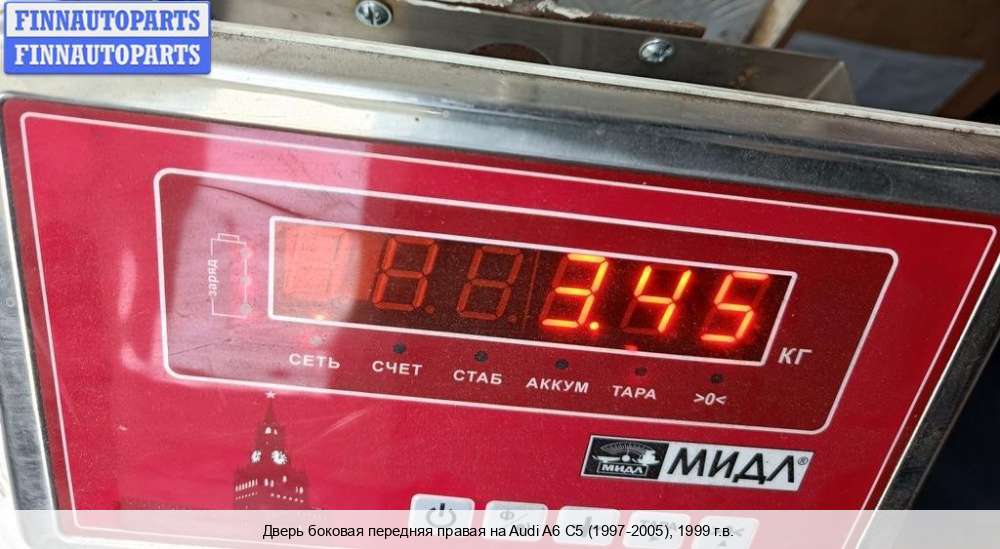 FINNAUTOPARTS
FINNAUTOPARTS
заряд
3.45
КГ
СЕТЬ СЧЕТ СТАБ АККУМ ТАРА >0<
МИДЛ МИДЛ®
Дверь боковая передняя правая на Audi A6 C5 (1997-2005), 1999 г.в.